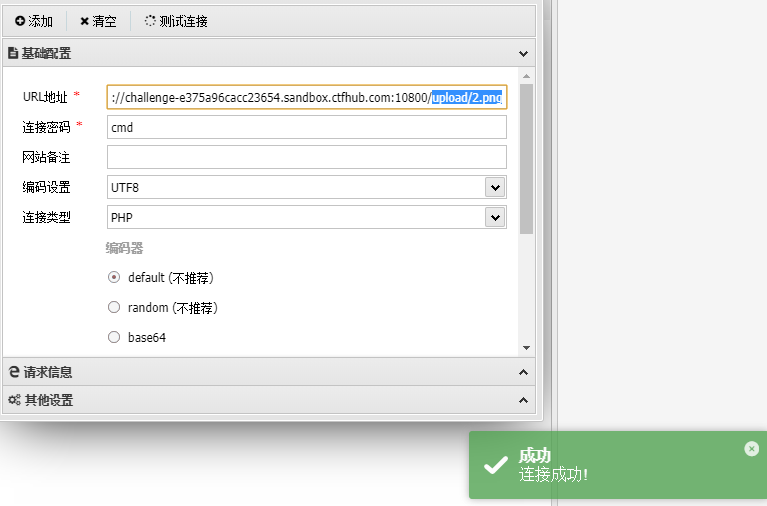 添加 清空 测试连接
基础配置
URL地址 * ://challenge-e375a96cacc23654.sandbox.ctfhub.com:10800/upload/2.png
连接密码 * cmd
网站备注
编码设置 UTF8
连接类型 PHP
编码器
default (不推荐)
random (不推荐)
base64
请求信息
其他设置
成功
连接成功!